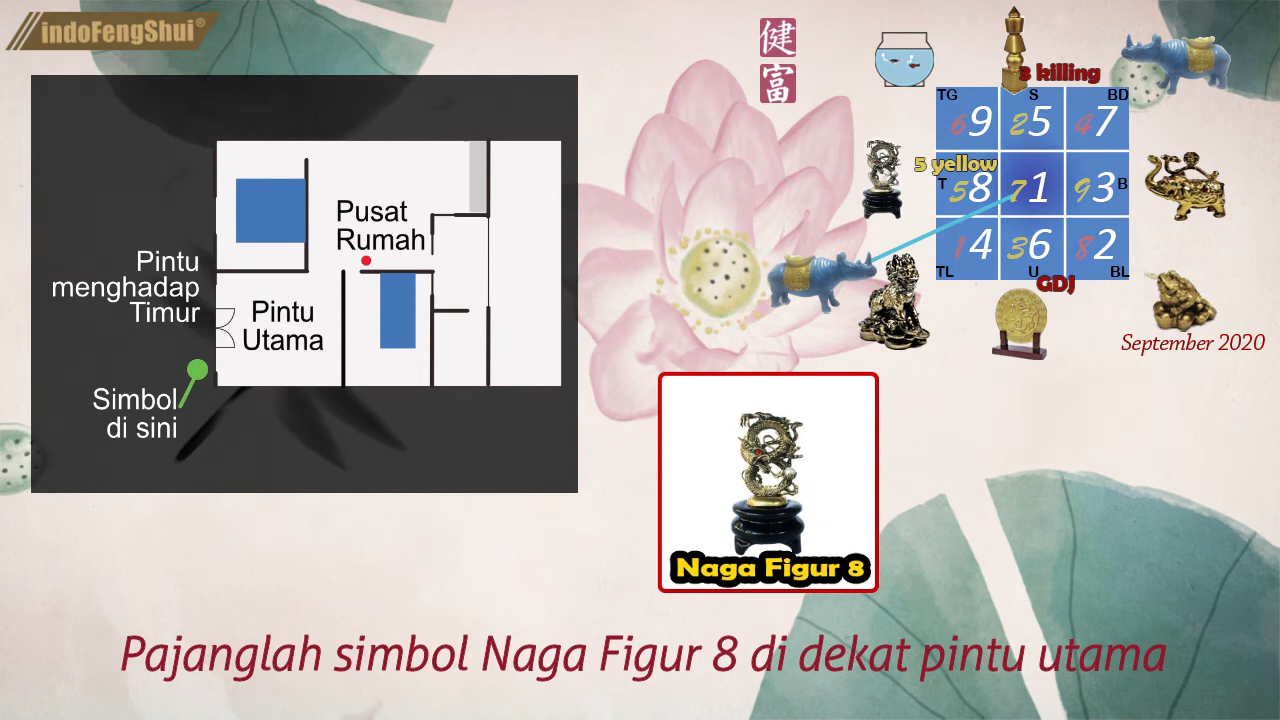 indoFengShui®
健
富
3 killing
TG S BD
69 25 47
5 yellow
T 58 71 93 B
14 36 82
TL U BL
GDJ
September 2020
Pusat
Rumah
Pintu
menghadap
Timur
Pintu
Utama
Simbol
di sini
Naga Figur 8
Pajanglah simbol Naga Figur 8 di dekat pintu utama